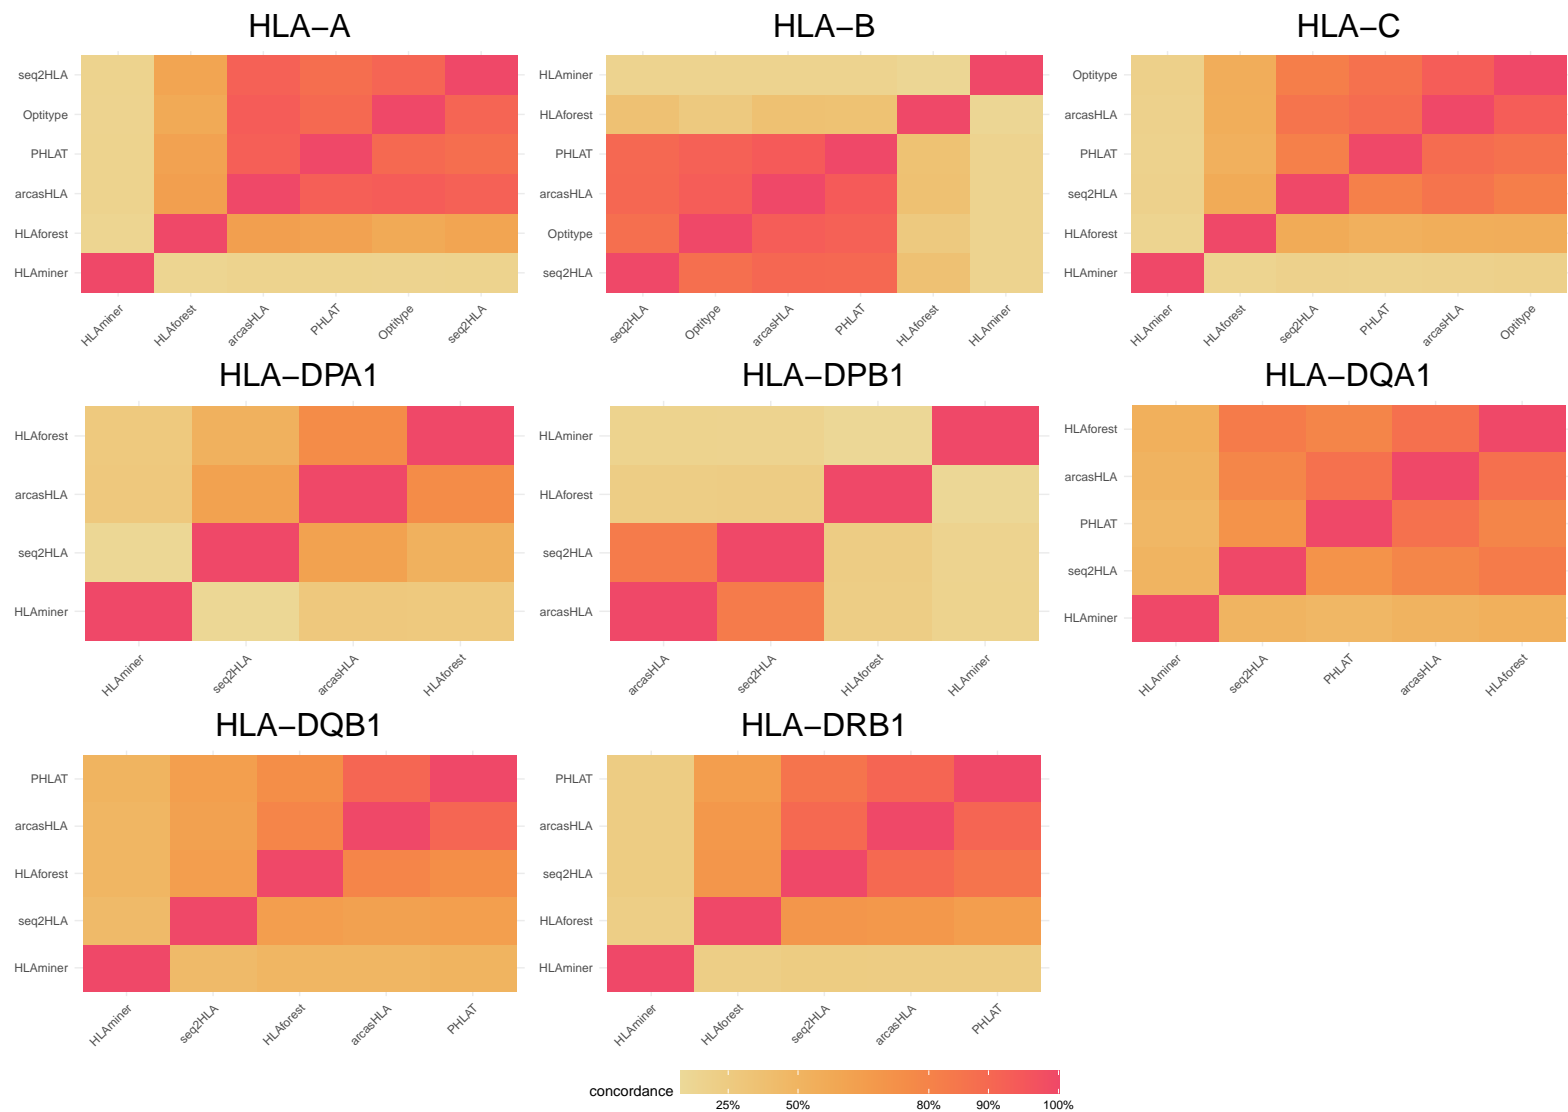 HLA−A
seq2HLA
Optitype
PHLAT
arcasHLA
HLAforest
HLAminer
HLAminer
HLAforest
arcasHLA
PHLAT
Optitype
seq2HLA
HLA−B
HLAminer
HLAforest
PHLAT
arcasHLA
Optitype
seq2HLA
seq2HLA
Optitype
arcasHLA
PHLAT
HLAforest
HLAminer
HLA−C
Optitype
arcasHLA
PHLAT
seq2HLA
HLAforest
HLAminer
HLAminer
HLAforest
seq2HLA
PHLAT
arcasHLA
Optitype
HLA−DPA1
HLAforest
arcasHLA
seq2HLA
HLAminer
HLAminer
seq2HLA
arcasHLA
HLAforest
HLA−DPB1
HLAminer
HLAforest
seq2HLA
arcasHLA
arcasHLA
seq2HLA
HLAforest
HLAminer
HLA−DQA1
HLAforest
arcasHLA
PHLAT
seq2HLA
HLAminer
HLAminer
seq2HLA
PHLAT
arcasHLA
HLAforest
HLA−DQB1
PHLAT
arcasHLA
HLAforest
seq2HLA
HLAminer
HLAminer
seq2HLA
HLAforest
arcasHLA
PHLAT
HLA−DRB1
PHLAT
arcasHLA
seq2HLA
HLAforest
HLAminer
HLAminer
HLAforest
seq2HLA
arcasHLA
PHLAT
concordance
25% 50% 80% 90% 100%